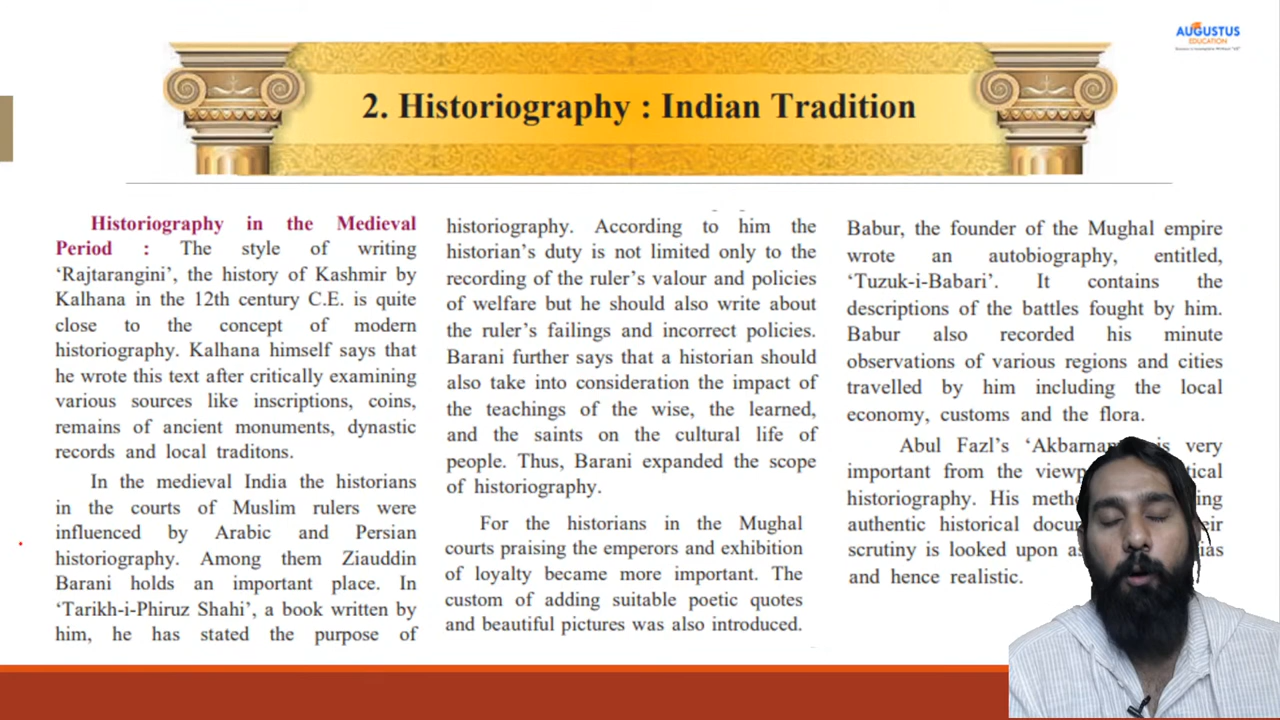 AUGUSTUS
EDUCATION
2. Historiography : Indian Tradition
Historiography in the Medieval
Period : The style of writing
‘Rajtarangini’, the history of Kashmir by
Kalhana in the 12th century C.E. is quite
close to the concept of modern
historiography. Kalhana himself says that
he wrote this text after critically examining
various sources like inscriptions, coins,
remains of ancient monuments, dynastic
records and local traditons.
In the medieval India the historians
in the courts of Muslim rulers were
influenced by Arabic and Persian
historiography. Among them Ziauddin
Barani holds an important place. In
‘Tarikh-i-Phiruz Shahi’, a book written by
him, he has stated the purpose of
historiography. According to him the
historian’s duty is not limited only to the
recording of the ruler’s valour and policies
of welfare but he should also write about
the ruler’s failings and incorrect policies.
Barani further says that a historian should
also take into consideration the impact of
the teachings of the wise, the learned,
and the saints on the cultural life of
people. Thus, Barani expanded the scope
of historiography.
For the historians in the Mughal
courts praising the emperors and exhibition
of loyalty became more important. The
custom of adding suitable poetic quotes
and beautiful pictures was also introduced.
Babur, the founder of the Mughal empire
wrote an autobiography, entitled,
‘Tuzuk-i-Babari’. It contains the
descriptions of the battles fought by him.
Babur also recorded his minute
observations of various regions and cities
travelled by him including the local
economy, customs and the flora.
Abul Fazl’s is very
important from the
historiography. His
authentic historical
scrutiny is looked upon
and hence realistic.